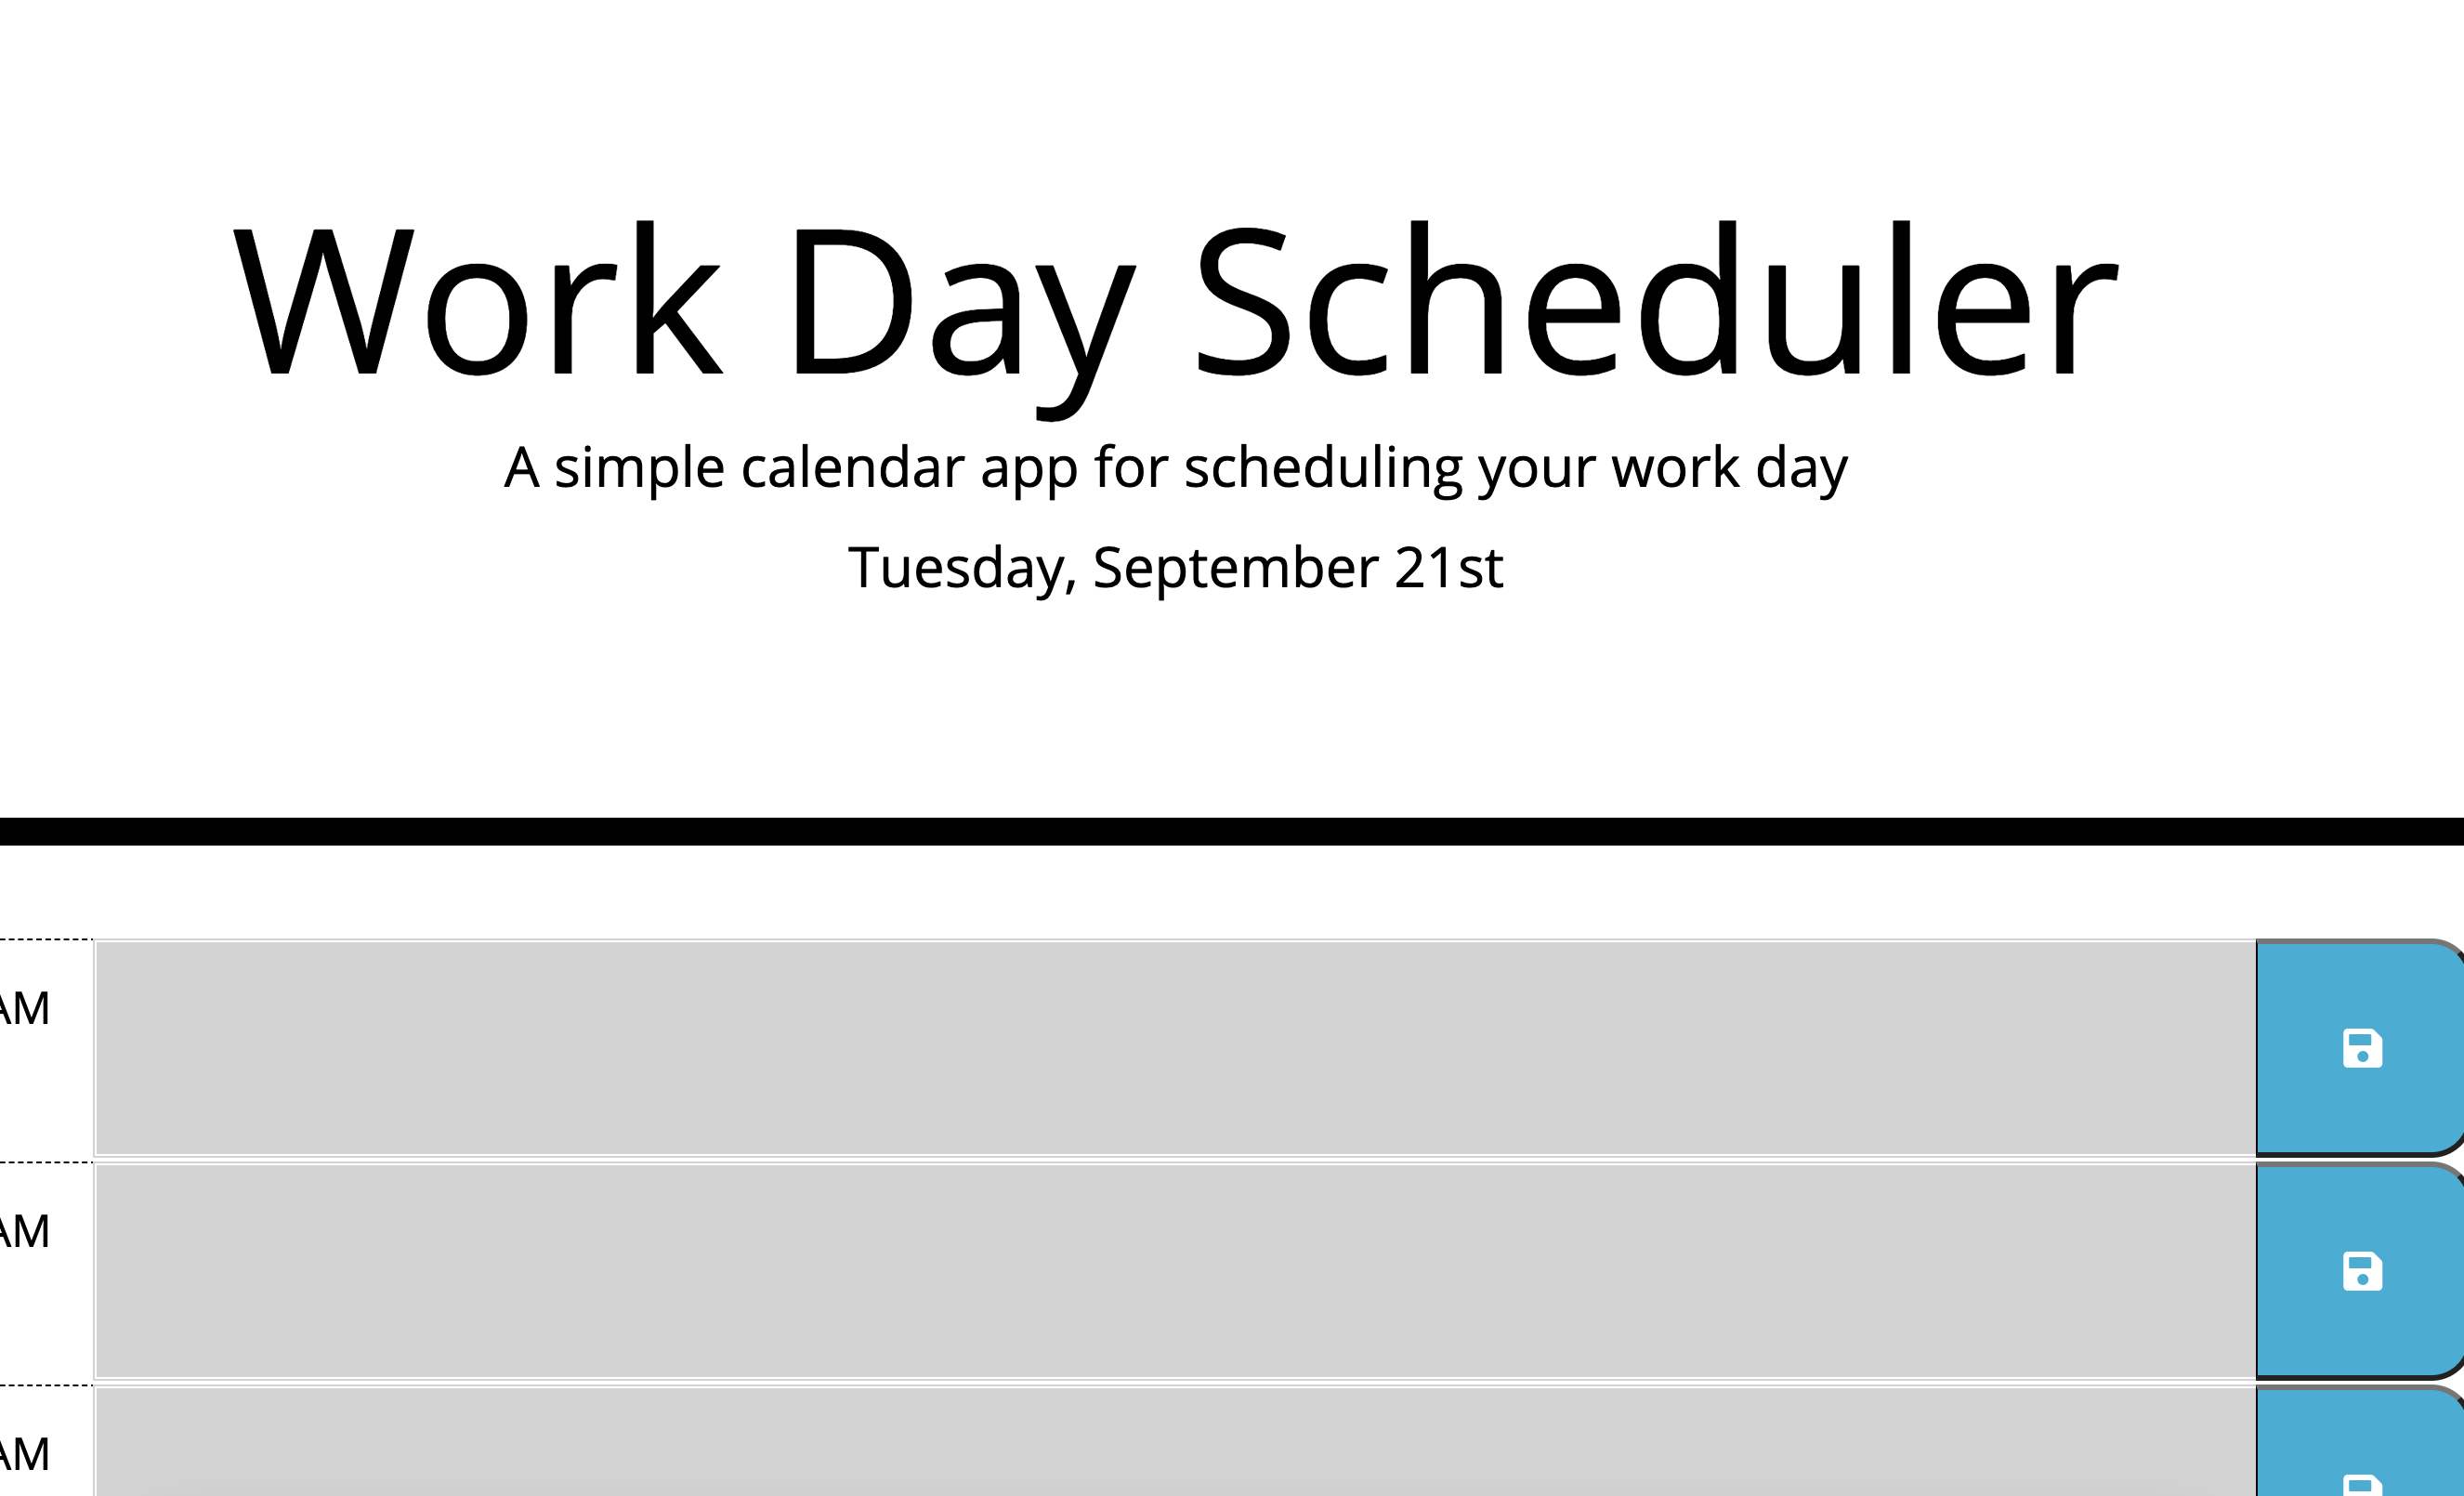 Work Day Scheduler
A simple calendar app for scheduling your work day
Tuesday, September 21st
AM
AM
AM